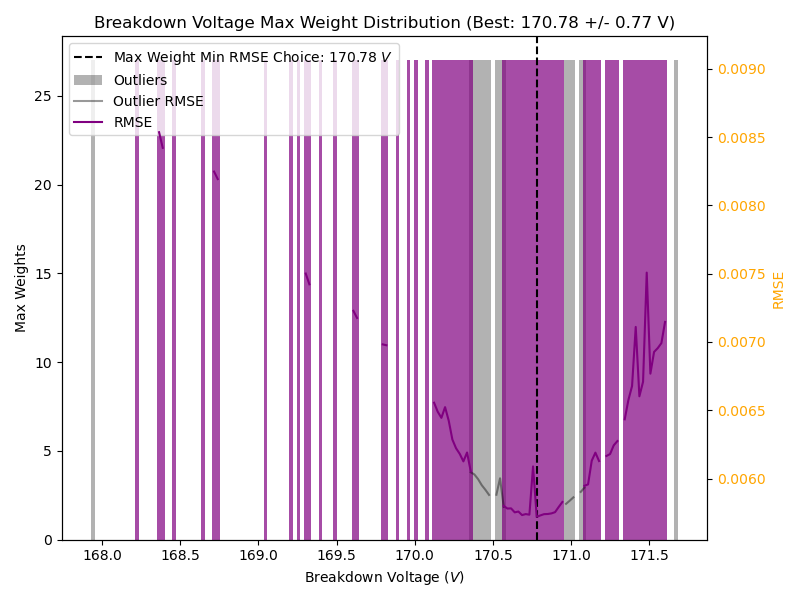 Breakdown Voltage Max Weight Distribution (Best: 170.78 +/- 0.77 V)
Max Weight Min RMSE Choice: 170.78 V
Outliers
Outlier RMSE
RMSE
Max Weights
0
5
10
15
20
25
0.0090
0.0085
0.0080
0.0075
0.0070
0.0065
0.0060
RMSE
168.0 168.5 169.0 169.5 170.0 170.5 171.0 171.5
Breakdown Voltage (V)